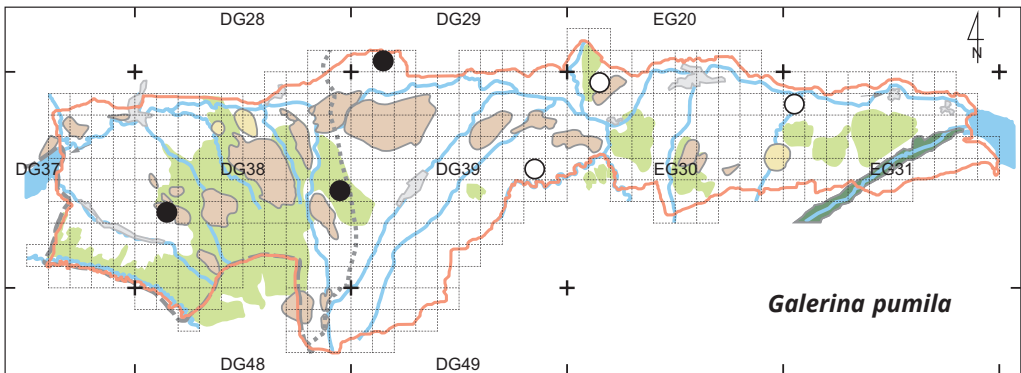 DG28 DG29 EG20
N
DG37 DG38 DG39 EG30 EG31
Galerina pumila
DG48 DG49